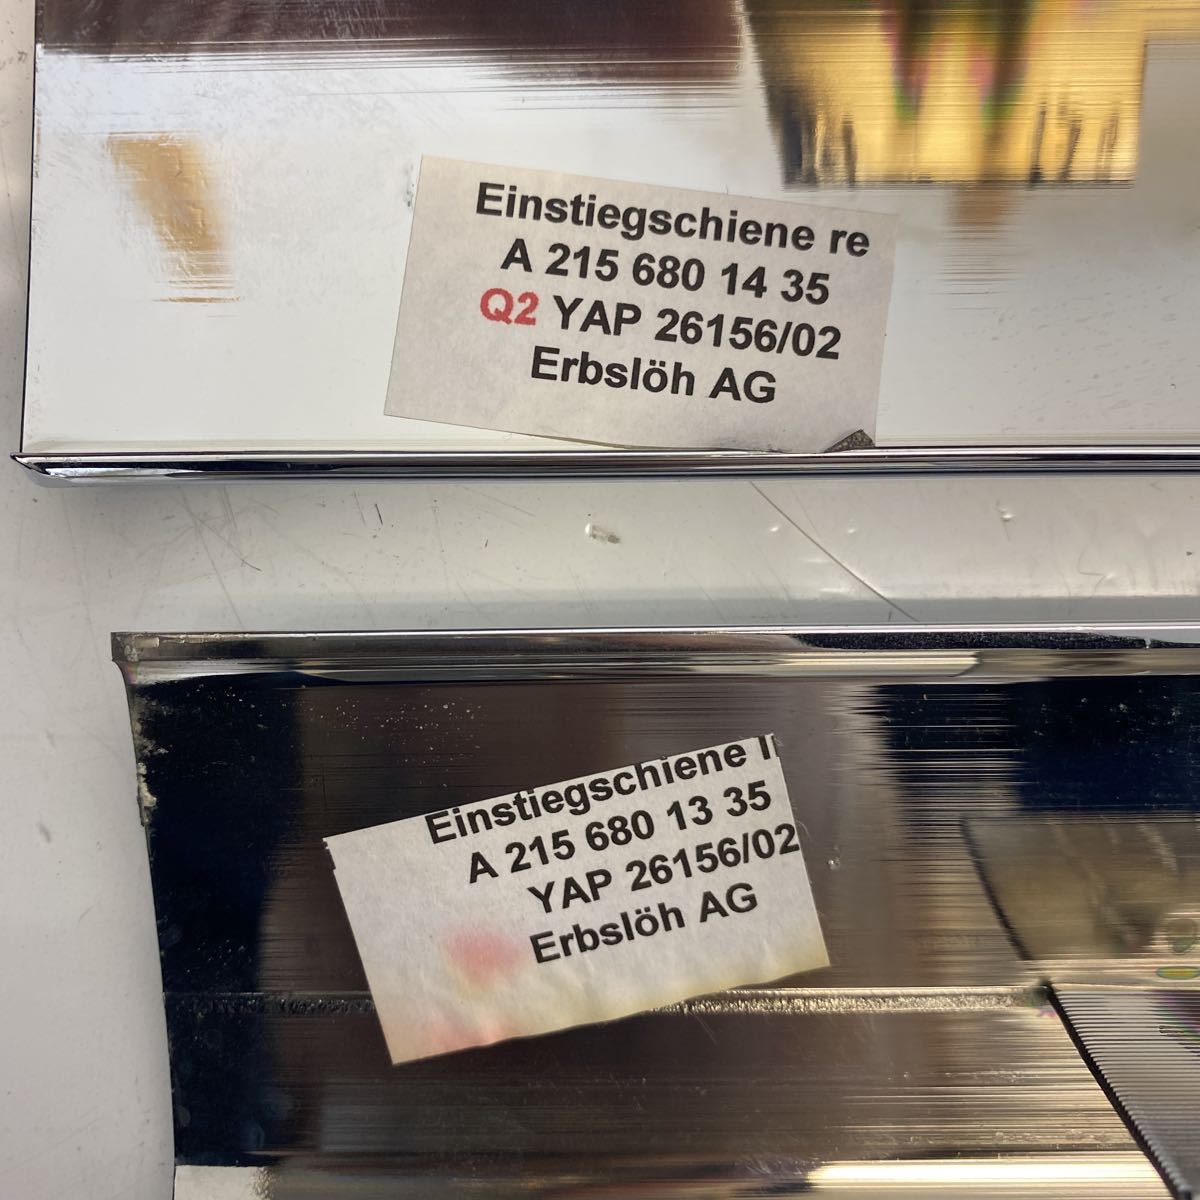 Einstiegschiene re
A 215 680 14 35
Q2 YAP 26156/02
Erbslöh AG
Einstiegschiene
A 215 680 13 35
YAP 26156/02
Erbslöh AG